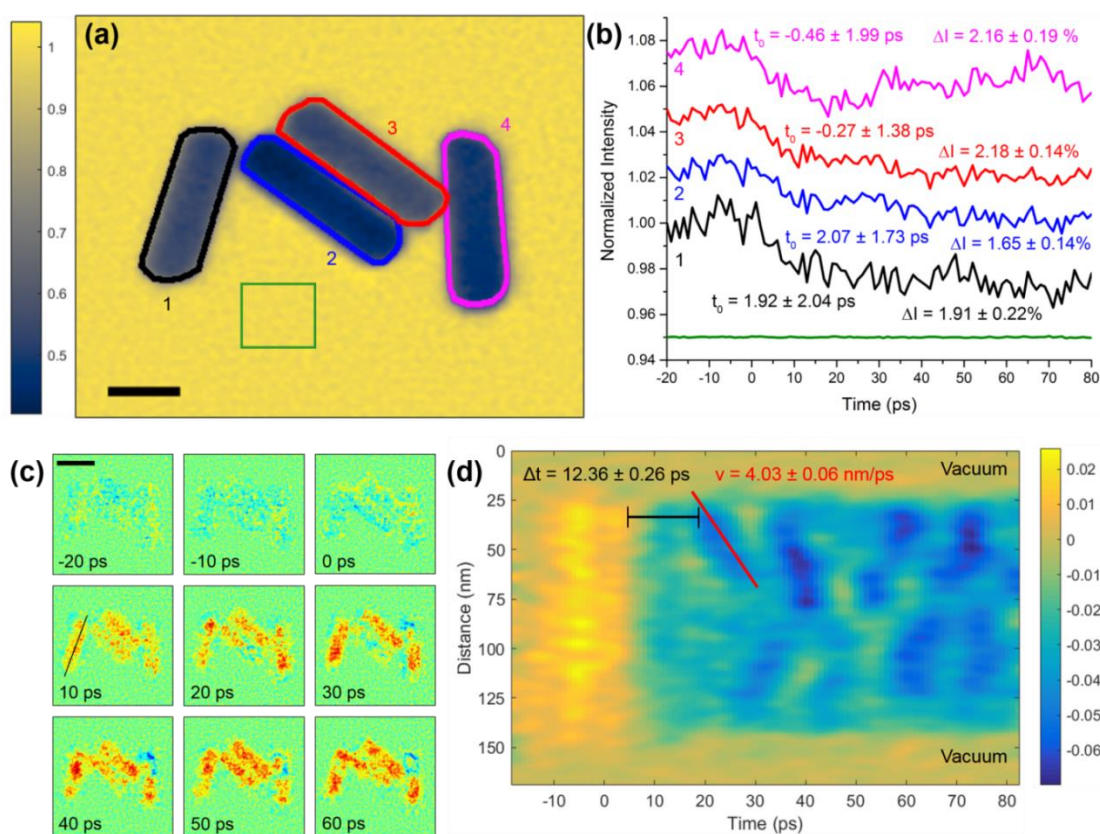 (a)
1
0.9
0.8
0.7
0.6
0.5
1
2
3
4
(b)
Normalized Intensity
1.08
1.06
1.04
1.02
1.00
0.98
0.96
0.94
t₀ = -0.46 ± 1.99 ps
ΔI = 2.16 ± 0.19 %
4
3
t₀ = -0.27 ± 1.38 ps
ΔI = 2.18 ± 0.14%
2
t₀ = 2.07 ± 1.73 ps
ΔI = 1.65 ± 0.14%
1
t₀ = 1.92 ± 2.04 ps
ΔI = 1.91 ± 0.22%
-20 -10 0 10 20 30 40 50 60 70 80
Time (ps)
(c)
-20 ps
-10 ps
0 ps
10 ps
20 ps
30 ps
40 ps
50 ps
60 ps
(d)
Distance (nm)
0
25
50
75
100
125
150
Δt = 12.36 ± 0.26 ps
v = 4.03 ± 0.06 nm/ps
Vacuum
Vacuum
-10 0 10 20 30 40 50 60 70 80
Time (ps)
0.02
0.01
0
-0.01
-0.02
-0.03
-0.04
-0.05
-0.06